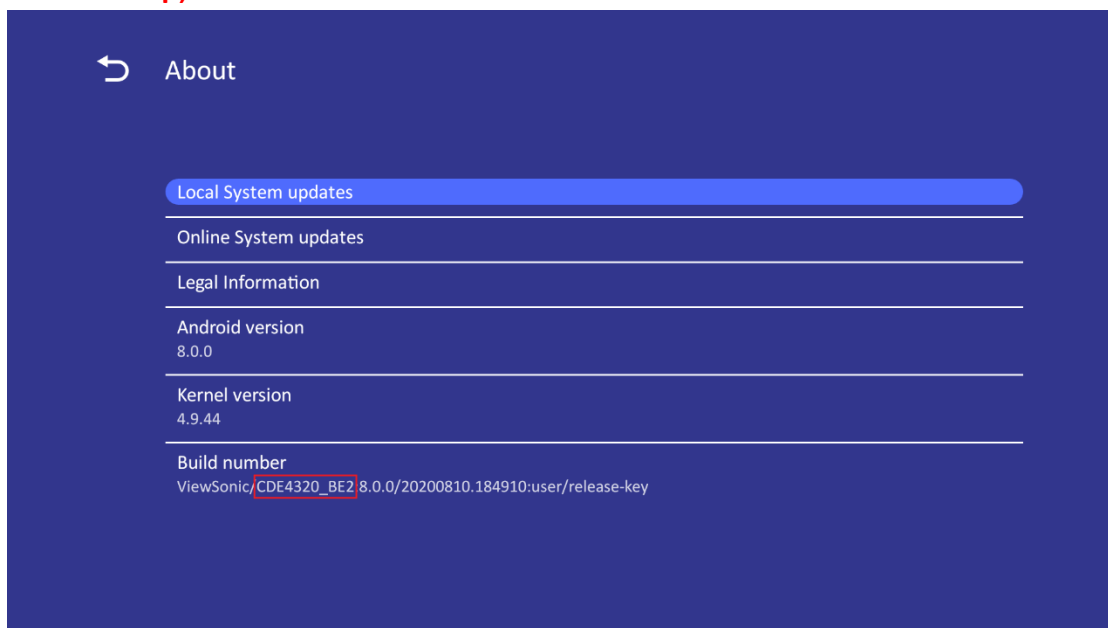 About
Local System updates
Online System updates
Legal Information
Android version
8.0.0
Kernel version
4.9.44
Build number
ViewSonic/CDE4320_BE2 8.0.0/20200810.184910:user/release-key